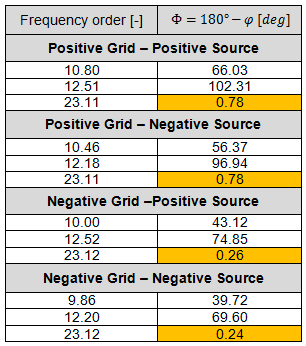 Frequency order [-] Φ = 180° − φ [deg]
Positive Grid – Positive Source
10.80 66.03
12.51 102.31
23.11 0.78
Positive Grid – Negative Source
10.46 56.37
12.18 96.94
23.11 0.78
Negative Grid –Positive Source
10.00 43.12
12.52 74.85
23.12 0.26
Negative Grid – Negative Source
9.86 39.72
12.20 69.60
23.12 0.24